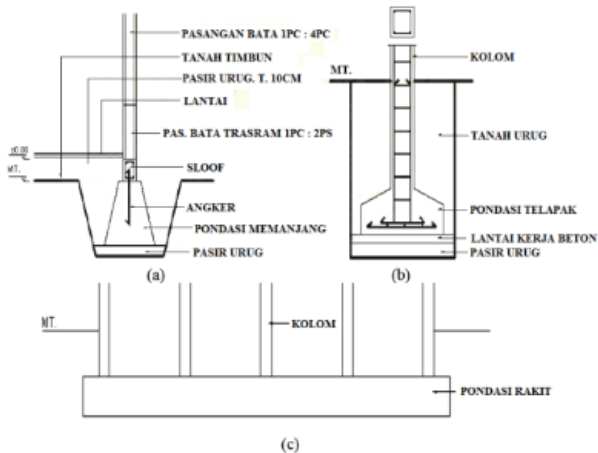 PASANGAN BATA 1PC : 4PC
TANAH TIMBUN
PASIR URUG. T. 10CM
LANTAI
±0.00
PAS. BATA TRASRAM 1PC : 2PS
MT.
SLOOF
ANGKER
PONDASI MEMANJANG
PASIR URUG
(a)
KOLOM
MT.
TANAH URUG
PONDASI TELAPAK
LANTAI KERJA BETON
PASIR URUG
(b)
MT.
KOLOM
PONDASI RAKIT
(c)